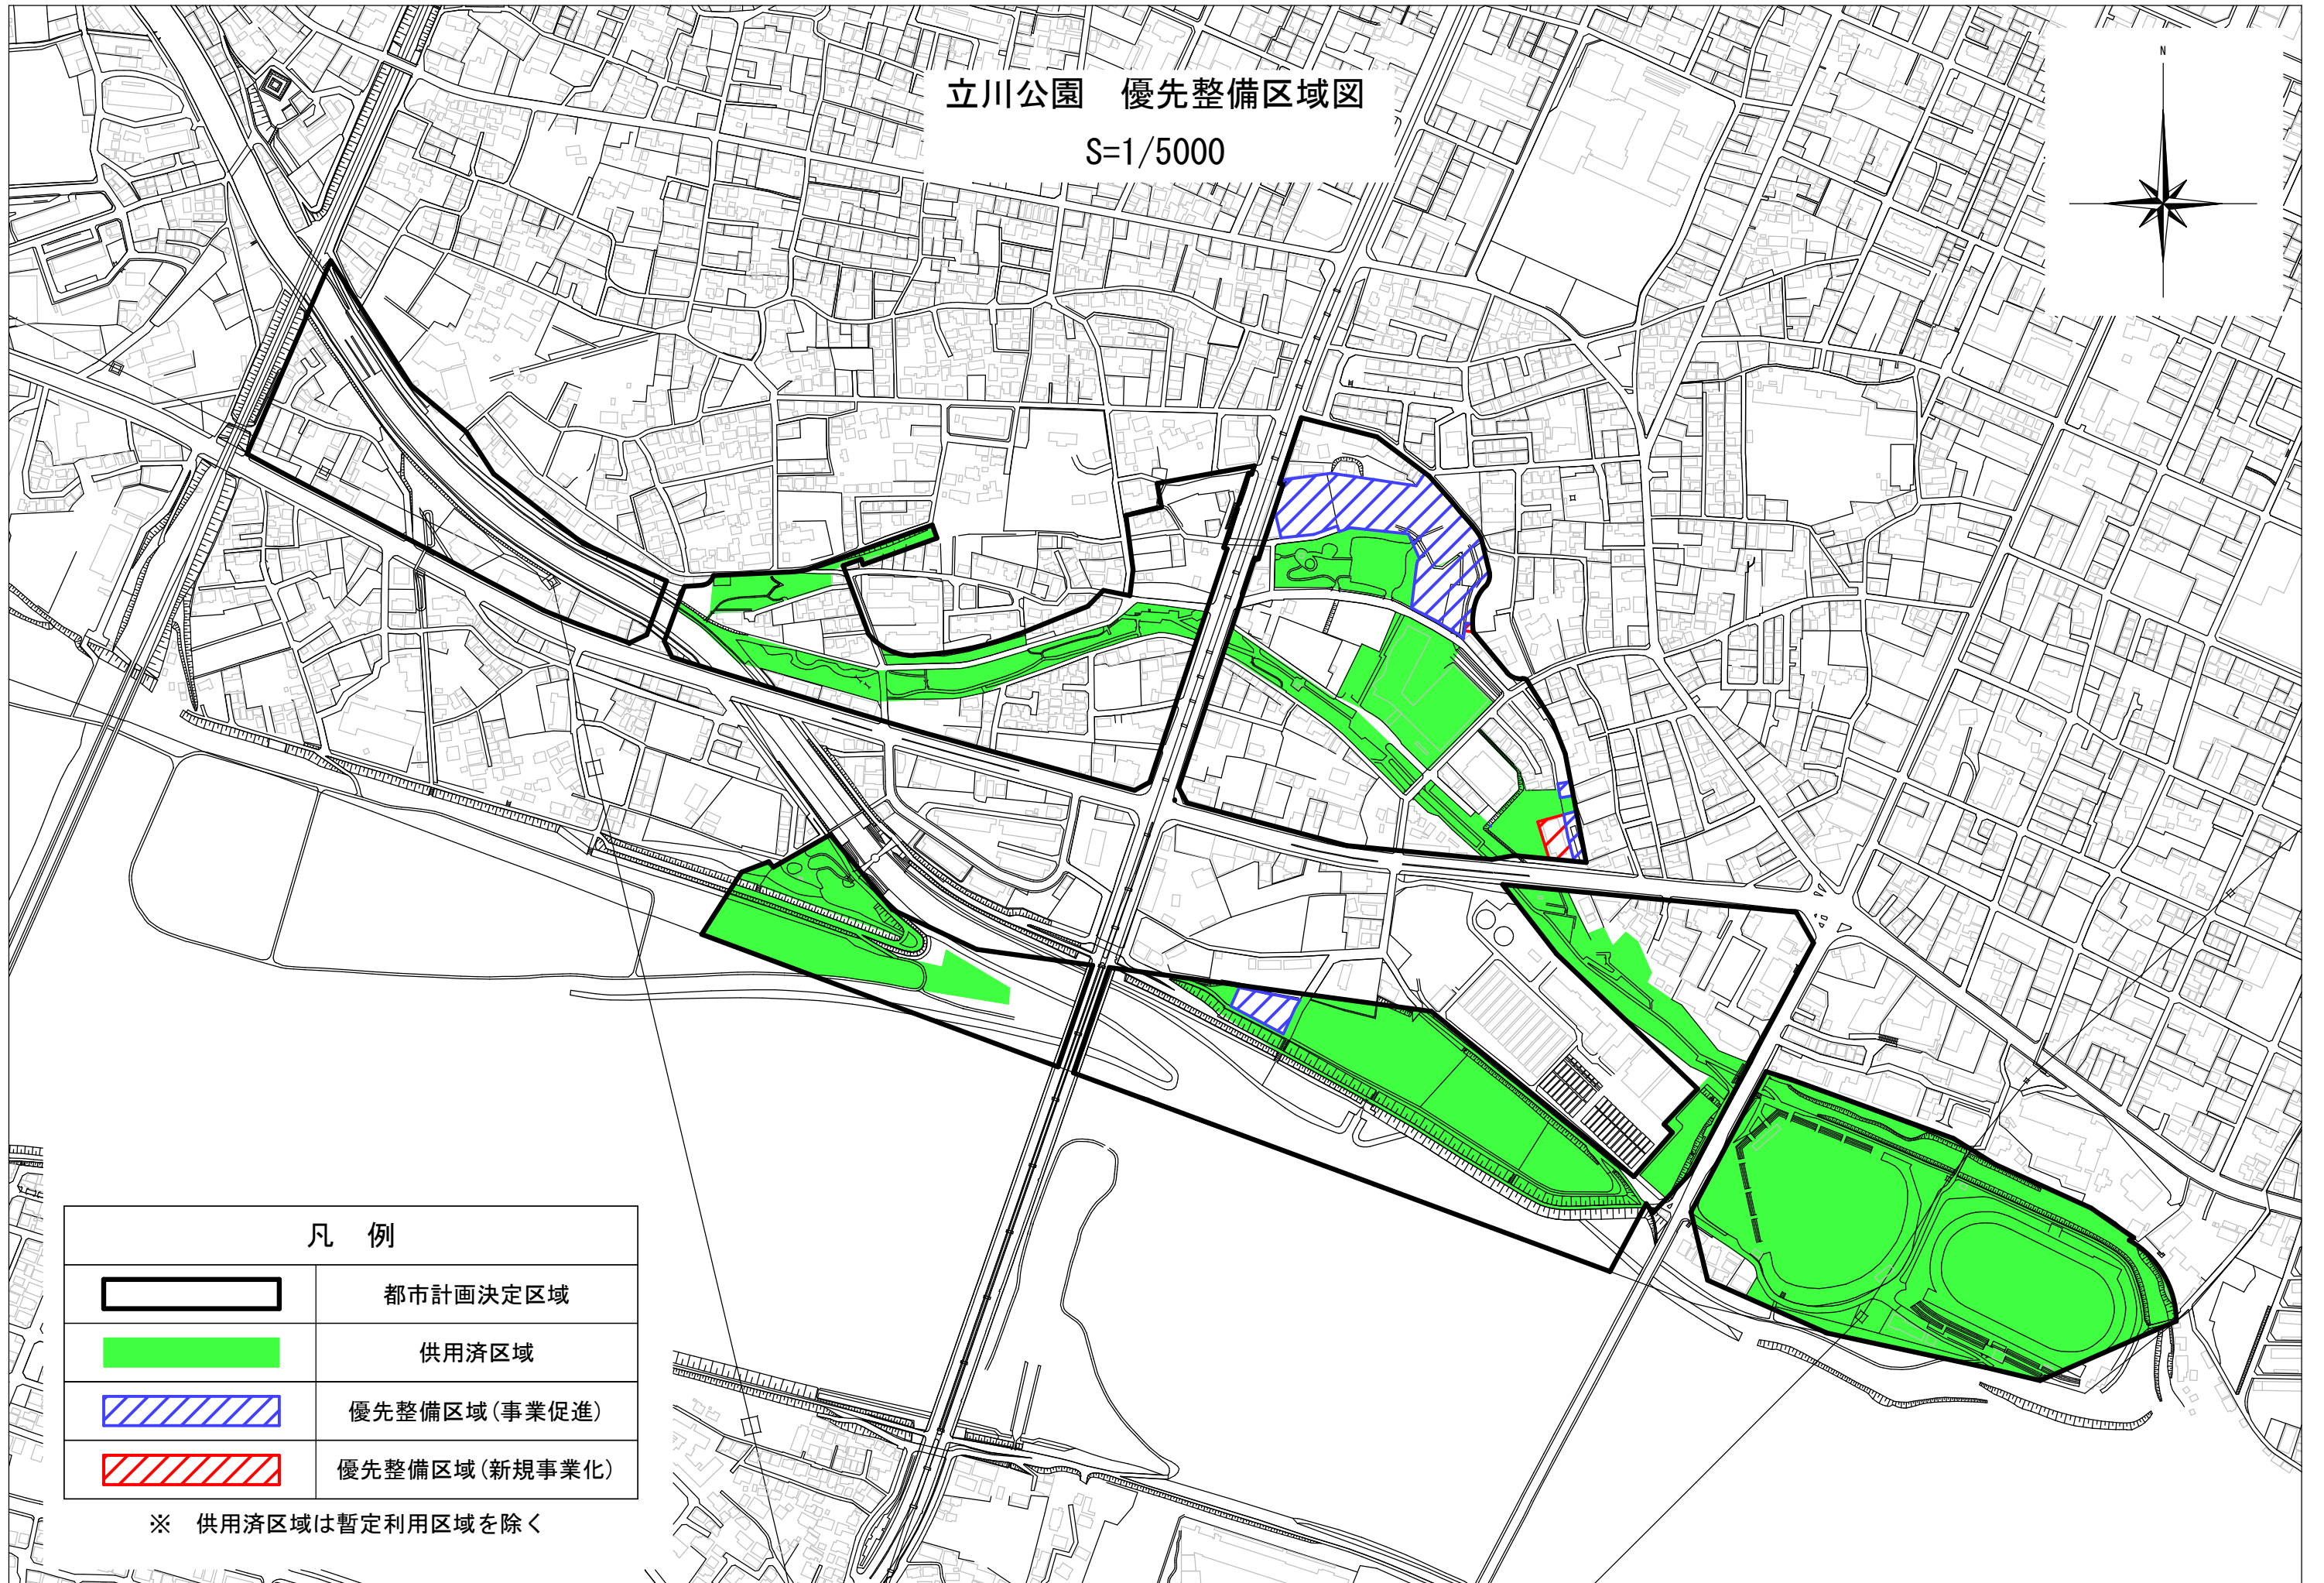 立川公園　優先整備区域図
S=1/5000
N
凡　例
都市計画決定区域
供用済区域
優先整備区域(事業促進)
優先整備区域(新規事業化)
※　供用済区域は暫定利用区域を除く